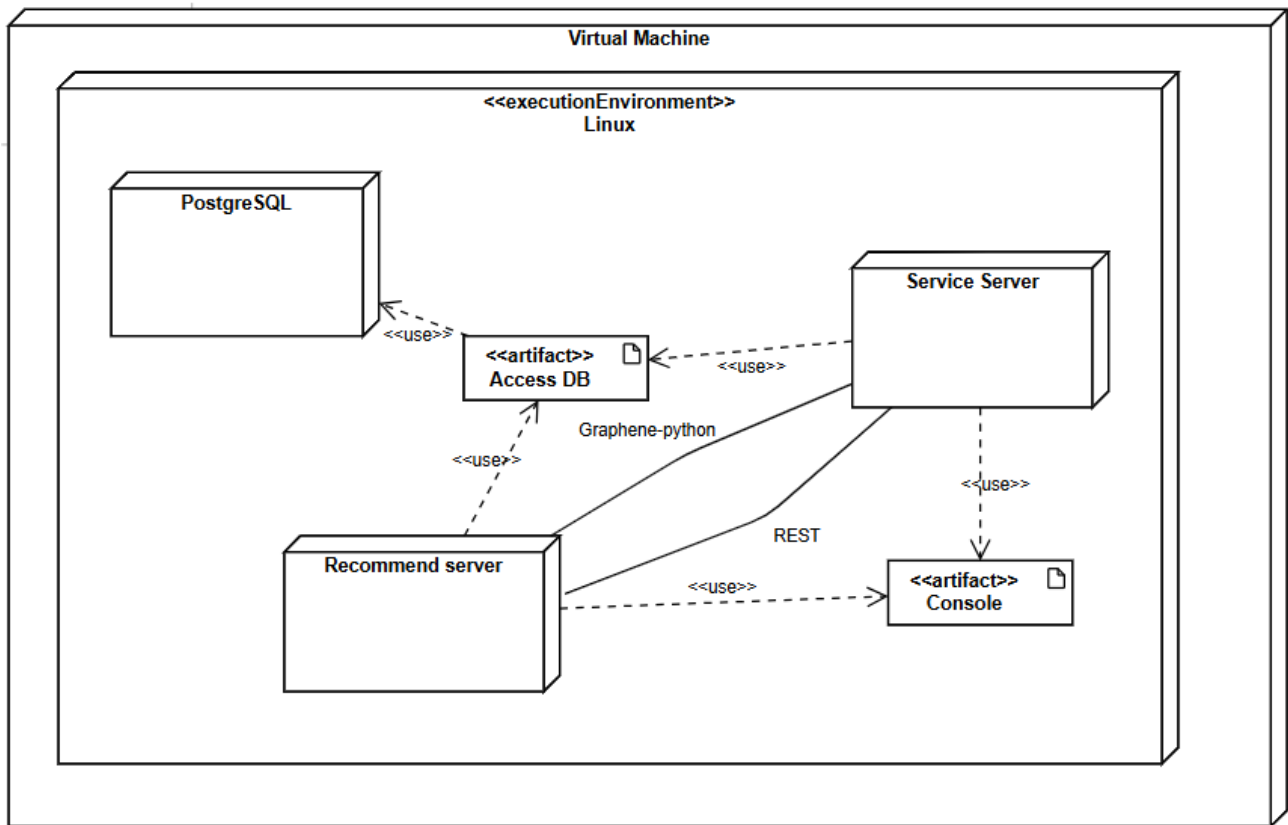 Virtual Machine
<<executionEnvironment>>
Linux
PostgreSQL
Service Server
<<use>>
<<artifact>>
Access DB
<<use>>
Graphene-python
<<use>>
<<use>>
REST
Recommend server
<<use>>
<<artifact>>
Console